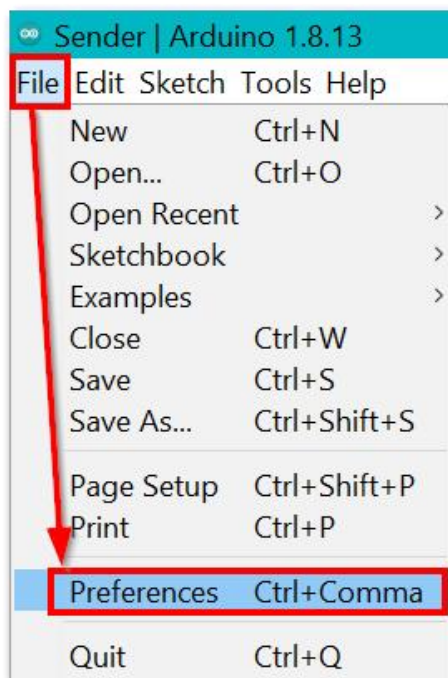 Sender | Arduino 1.8.13
File Edit Sketch Tools Help
New Ctrl+N
Open... Ctrl+O
Open Recent >
Sketchbook >
Examples >
Close Ctrl+W
Save Ctrl+S
Save As... Ctrl+Shift+S
Page Setup Ctrl+Shift+P
Print Ctrl+P
Preferences Ctrl+Comma
Quit Ctrl+Q